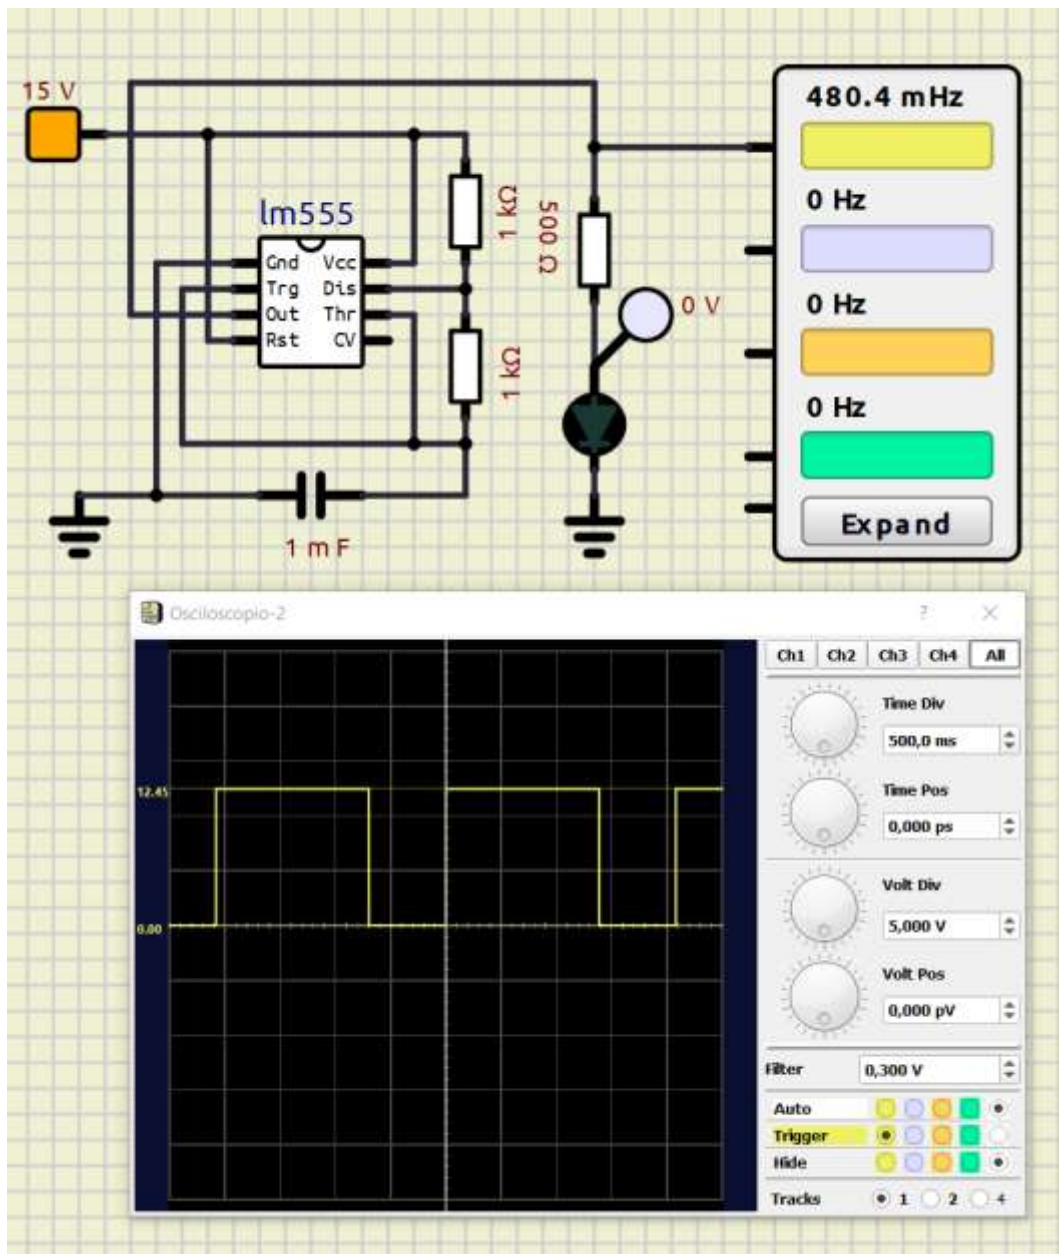 15 V
480.4 mHz
0 Hz
0 Hz
0 Hz
Expand
lm555
Gnd Vcc
Trg Dis
Out Thr
Rst CV
1 kΩ
1 kΩ
500 Ω
0 V
1 mF
Osciloscopio-2
?
12.45
0.00
Ch1 Ch2 Ch3 Ch4 All
Time Div
500,0 ms
Time Pos
0,000 ps
Volt Div
5,000 V
Volt Pos
0,000 pV
Filter 0,300 V
Auto
Trigger
Hide
Tracks 1 2 4